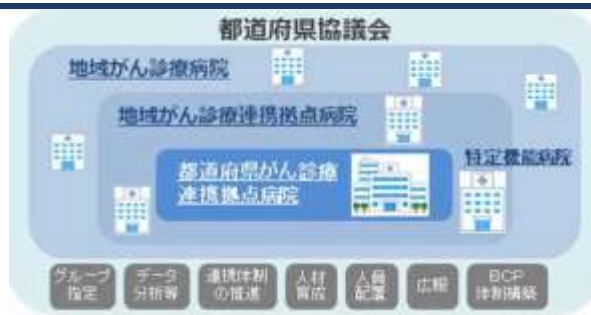 都道府県協議会
地域がん診療病院
地域がん診療連携拠点病院
特定機能病院
都道府県がん診療
連携拠点病院
グループ
指定
データ
分析等
連携体制
の推進
人材
育成
人員
配置
広報
BCP
体制構築